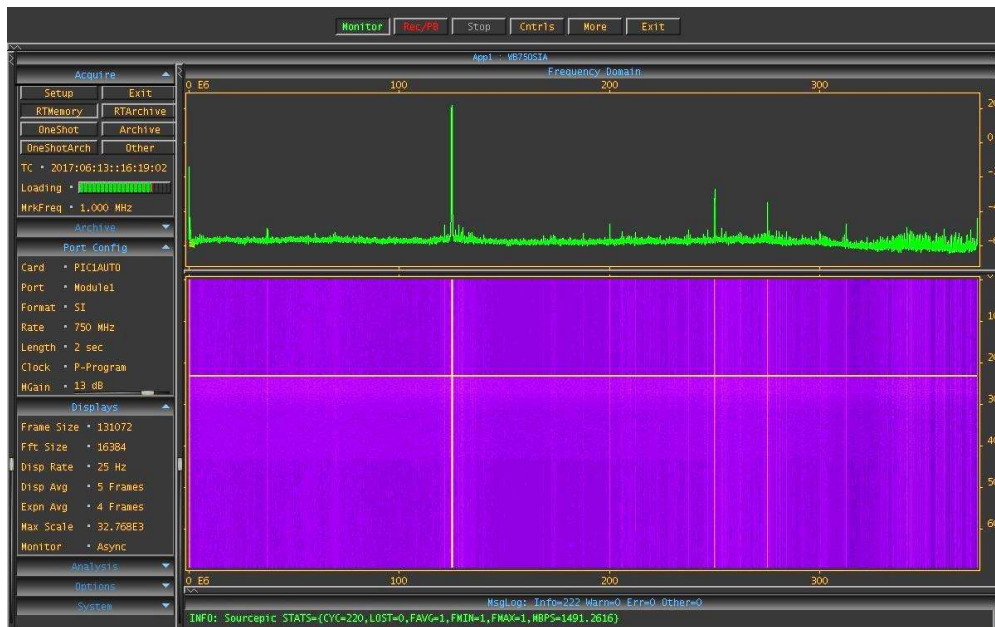 Monitor Rec/PB Stop Cntrls More Exit
App1 : WB750SIA
Acquire
Setup Exit
RTMemory RTArchive
OneShot Archive
OneShotArch Other
TC • 2017:06:13::16:19:02
Loading •
MrkFreq • 1.000 MHz
Archive
Port Config
Card • PIC1AUTO
Port • Module1
Format • SI
Rate • 750 MHz
Length • 2 sec
Clock • P-Program
MGain • 13 dB
Displays
Frame Size • 131072
Fft Size • 16384
Disp Rate • 25 Hz
Disp Avg • 5 Frames
Expn Avg • 4 Frames
Max Scale • 32.768E3
Monitor • Async
Analysis
Options
System
Frequency Domain
0 E6 100 200 300
0 E6 100 200 300
MsgLog: Info=222 Warn=0 Err=0 Other=0
INFO: Sourcepic STATS={CYC=220,LOST=0,FAVG=1,FMIN=1,FMAX=1,MBPS=1491.2616}